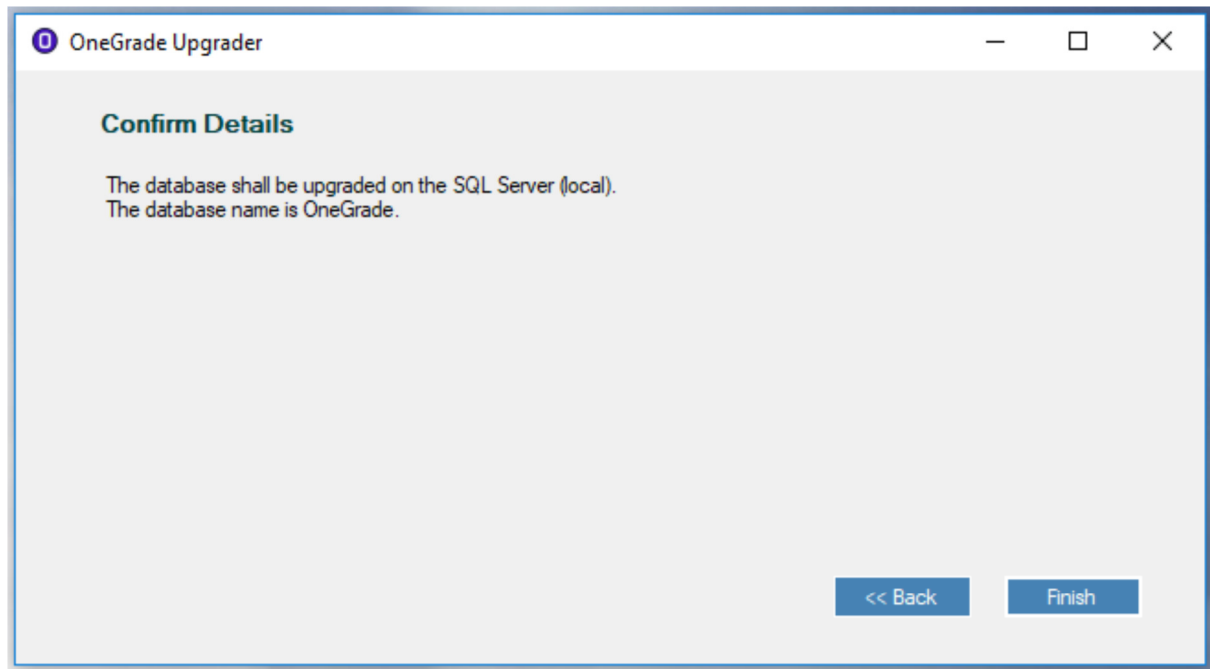 OneGrade Upgrader
Confirm Details
The database shall be upgraded on the SQL Server (local).
The database name is OneGrade.
<< Back
Finish